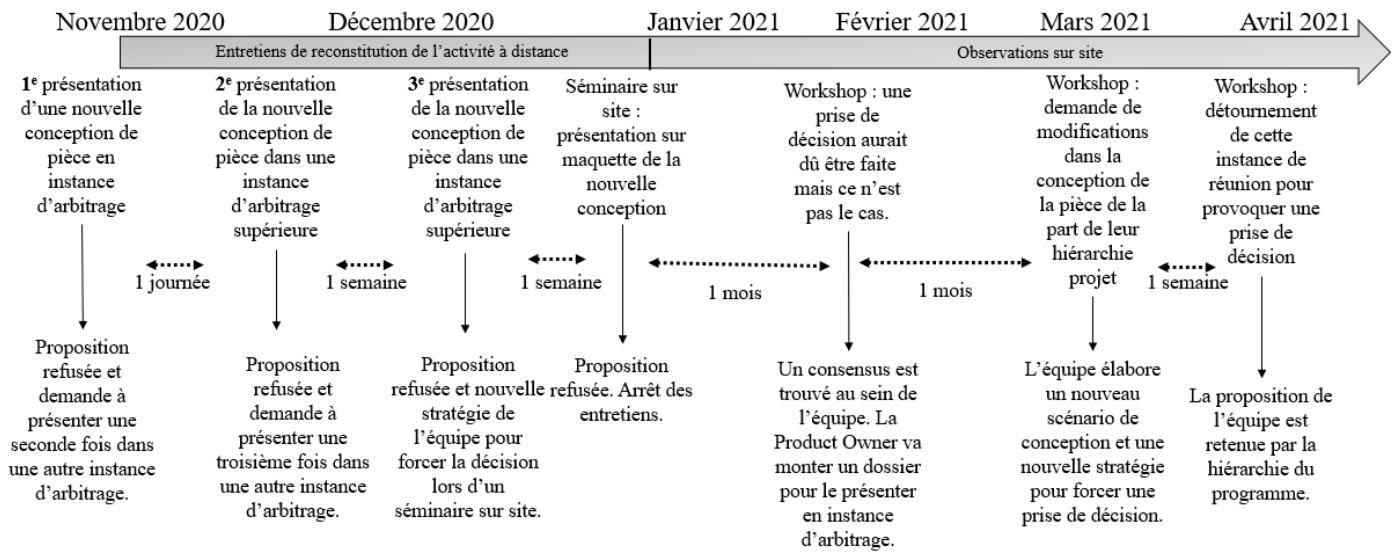 Novembre 2020
Décembre 2020
Janvier 2021
Février 2021
Mars 2021
Avril 2021
Entretiens de reconstitution de l'activité à distance
Observations sur site
1e présentation
d'une nouvelle
conception de
pièce en
instance
d'arbitrage
2e présentation
de la nouvelle
conception de
pièce dans une
instance
d'arbitrage
supérieure
3e présentation
de la nouvelle
conception de
pièce dans une
instance
d'arbitrage
supérieure
Séminaire sur
site :
présentation sur
maquette de la
nouvelle
conception
Workshop : une
prise de
décision aurait
dû être faite
mais ce n'est
pas le cas.
Workshop :
demande de
modifications
dans la
conception de
la pièce de la
part de leur
hiérarchie
projet
Workshop :
détournement
de cette
instance de
réunion pour
provoquer une
prise de
décision
1 journée
1 semaine
1 semaine
1 mois
1 mois
1 semaine
Proposition
refusée et
demande à
présenter une
seconde fois dans
une autre instance
d'arbitrage.
Proposition
refusée et
demande à
présenter une
troisième fois dans
une autre instance
d'arbitrage.
Proposition
refusée et nouvelle
stratégie de
l'équipe pour
forcer la décision
lors d'un
séminaire sur site.
Proposition
refusée. Arrêt des
entretiens.
Un consensus est
trouvé au sein de
l'équipe. La
Product Owner va
monter un dossier
pour le présenter
en instance
d'arbitrage.
L'équipe élabore
un nouveau
scénario de
conception et une
nouvelle stratégie
pour forcer une
prise de décision.
La proposition de
l'équipe est
retenue par la
hiérarchie du
programme.